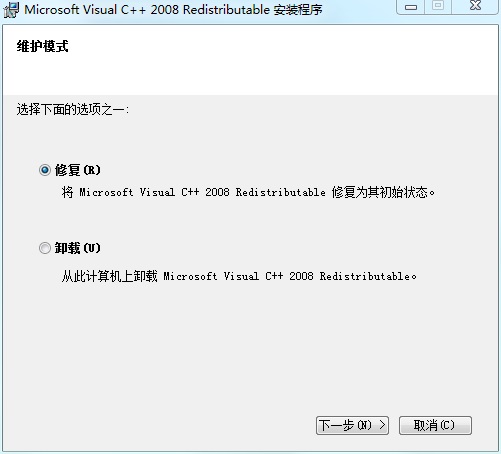 Microsoft Visual C++ 2008 Redistributable 安装程序
维护模式
选择下面的选项之一:
修复(R)
将 Microsoft Visual C++ 2008 Redistributable 修复为其初始状态。
卸载(U)
从此计算机上卸载 Microsoft Visual C++ 2008 Redistributable。
下一步(N) >
取消(C)